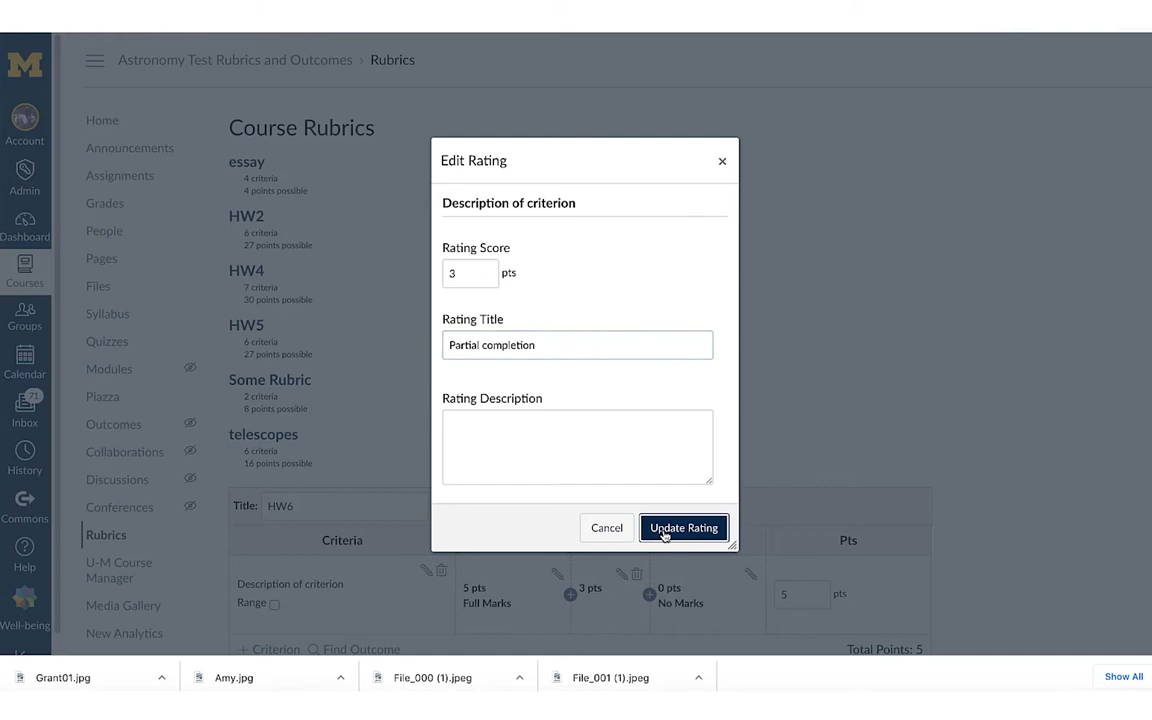 M
Astronomy Test Rubrics and Outcomes › Rubrics
Account
Admin
Dashboard
Courses
Groups
Calendar
71
Inbox
History
Commons
Help
Well-being
Home
Announcements
Assignments
Grades
People
Pages
Files
Syllabus
Quizzes
Modules
Piazza
Outcomes
Collaborations
Discussions
Conferences
Rubrics
U-M Course
Manager
Media Gallery
New Analytics
Course Rubrics
essay
4 criteria
4 points possible
HW2
6 criteria
27 points possible
HW4
7 criteria
30 points possible
HW5
6 criteria
27 points possible
Some Rubric
2 criteria
8 points possible
telescopes
6 criteria
16 points possible
Title: HW6
Criteria Pts
Description of criterion
Range
5 pts
Full Marks
3 pts
0 pts
No Marks
5 pts
+ Criterion Find Outcome Total Points: 5
Edit Rating ×
Description of criterion
Rating Score
3 pts
Rating Title
Partial completion
Rating Description
Cancel Update Rating
Grant01.jpg Amy.jpg File_000 (1).jpeg File_001 (1).jpeg Show All